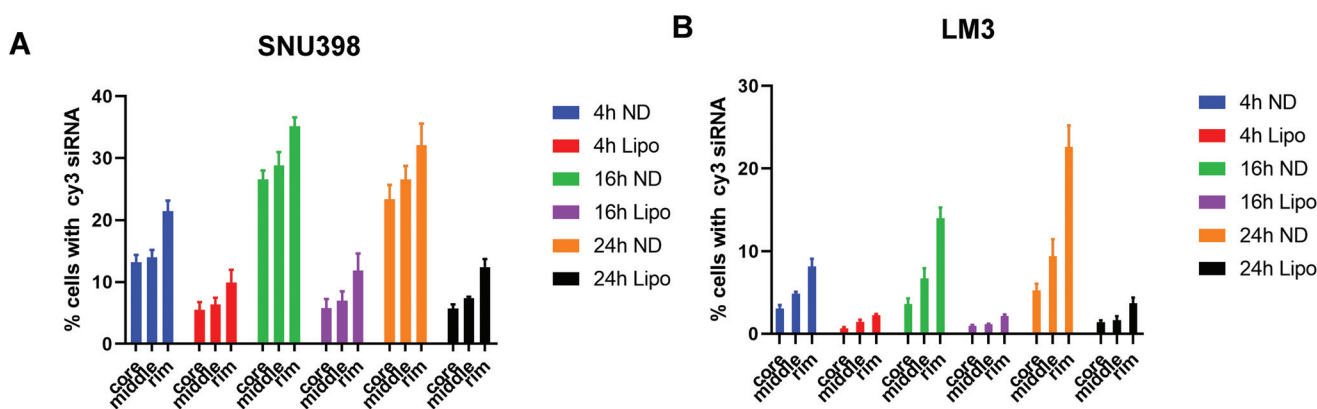 A
SNU398
% cells with cy3 siRNA
40
30
20
10
0
core
middle
rim
core
middle
rim
core
middle
rim
core
middle
rim
core
middle
rim
core
middle
rim
4h ND
4h Lipo
16h ND
16h Lipo
24h ND
24h Lipo
B
LM3
% cells with cy3 siRNA
30
20
10
0
core
middle
rim
core
middle
rim
core
middle
rim
core
middle
rim
core
middle
rim
core
middle
rim
4h ND
4h Lipo
16h ND
16h Lipo
24h ND
24h Lipo